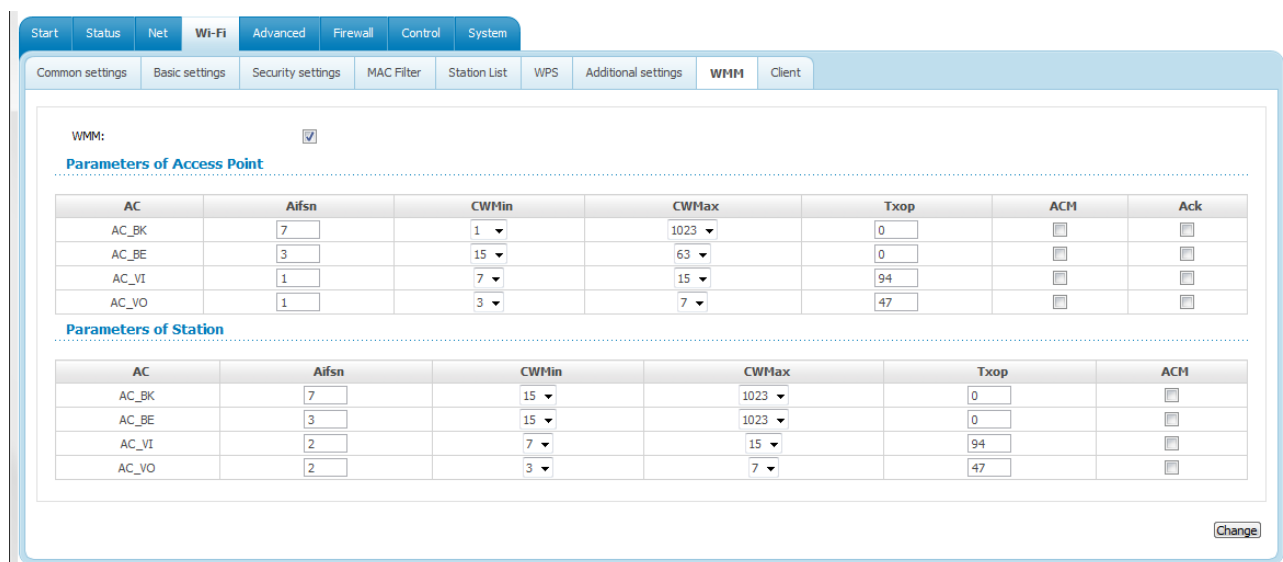 Start Status Net Wi-Fi Advanced Firewall Control System
Common settings Basic settings Security settings MAC Filter Station List WPS Additional settings WMM Client
WMM:
Parameters of Access Point
AC Aifsn CWMin CWMax Txop ACM Ack
AC_BK 7 1 1023 0
AC_BE 3 15 63 0
AC_VI 1 7 15 94
AC_VO 1 3 7 47
Parameters of Station
AC Aifsn CWMin CWMax Txop ACM
AC_BK 7 15 1023 0
AC_BE 3 15 1023 0
AC_VI 2 7 15 94
AC_VO 2 3 7 47
Change